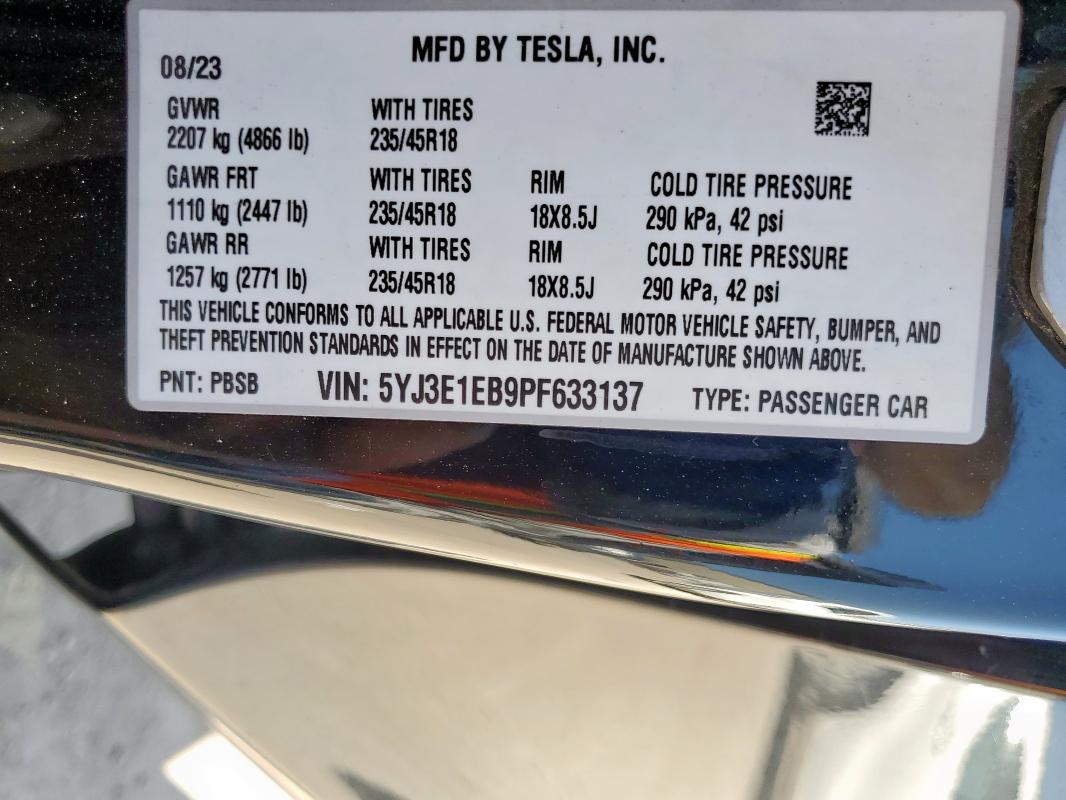 MFD BY TESLA, INC.
08/23
GVWR WITH TIRES
2207 kg (4866 lb) 235/45R18
GAWR FRT WITH TIRES RIM COLD TIRE PRESSURE
1110 kg (2447 lb) 235/45R18 18X8.5J 290 kPa, 42 psi
GAWR RR WITH TIRES RIM COLD TIRE PRESSURE
1257 kg (2771 lb) 235/45R18 18X8.5J 290 kPa, 42 psi
THIS VEHICLE CONFORMS TO ALL APPLICABLE U.S. FEDERAL MOTOR VEHICLE SAFETY, BUMPER, AND
THEFT PREVENTION STANDARDS IN EFFECT ON THE DATE OF MANUFACTURE SHOWN ABOVE.
PNT: PBSB VIN: 5YJ3E1EB9PF633137 TYPE: PASSENGER CAR